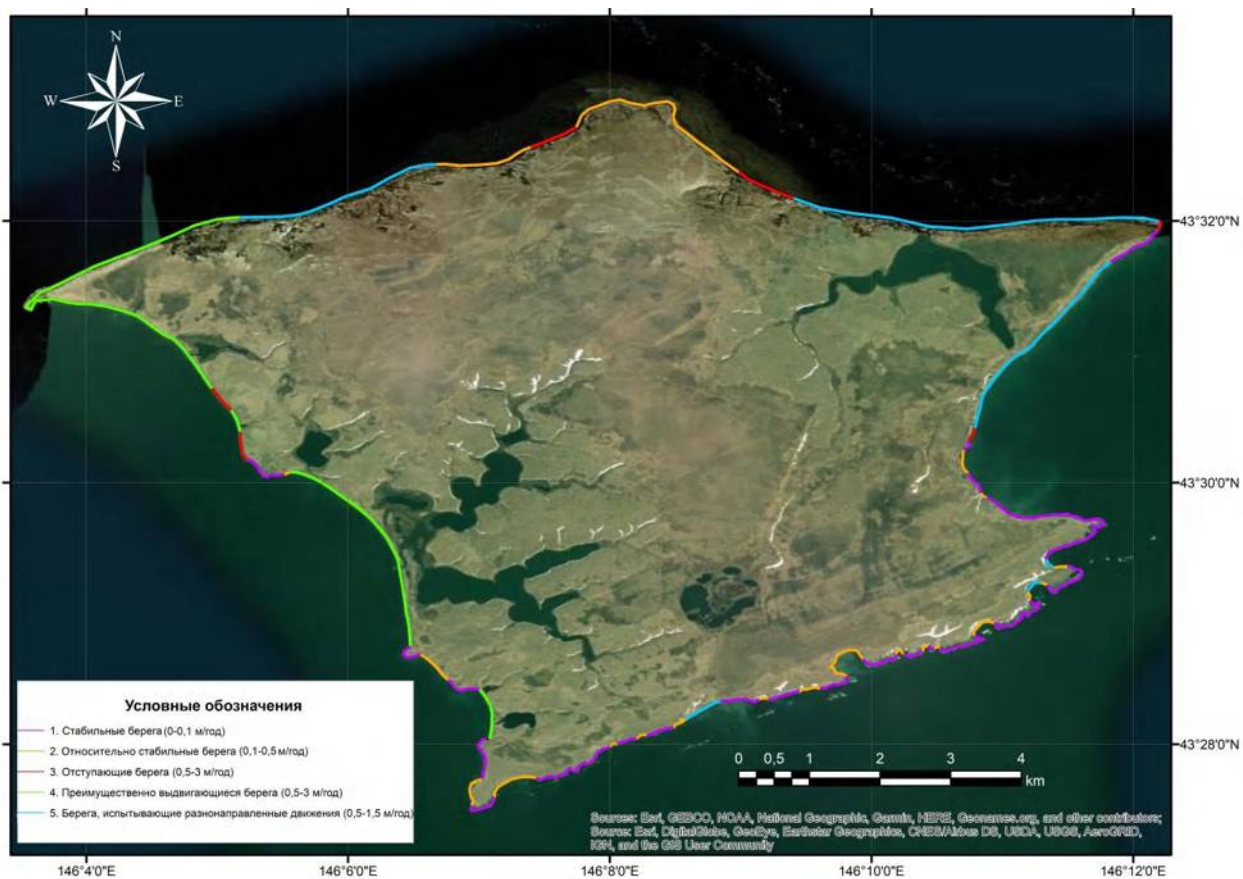 N
W E
S
43°32'0"N
43°30'0"N
43°28'0"N
Условные обозначения
1. Стабильные берега (0-0,1 м/год)
2. Относительно стабильные берега (0,1-0,5 м/год)
3. Отступающие берега (0,5-3 м/год)
4. Преимущественно выдвигающиеся берега (0,5-3 м/год)
5. Берега, испытывающие разнонаправленные движения (0,5-1,5 м/год)
0 0,5 1 2 3 4
km
Sources: Esri, GEBCO, NOAA, National Geographic, Garmin, HERE, Geonames.org, and other contributors;
Source: Esri, DigitalGlobe, GeoEye, Earthstar Geographics, CNES/Airbus DS, USDA, USGS, AeroGRID,
IGN, and the GIS User Community
146°4'0"E 146°6'0"E 146°8'0"E 146°10'0"E 146°12'0"E